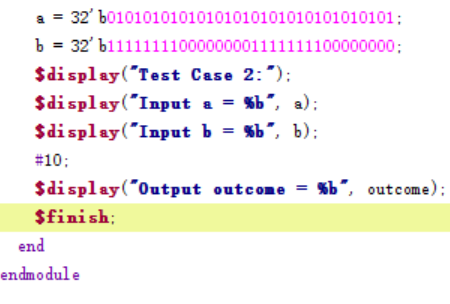 a = 32'b01010101010101010101010101010101;
b = 32'b11111111000000001111111100000000;
$display("Test Case 2:");
$display("Input a = %b", a);
$display("Input b = %b", b);
#10;
$display("Output outcome = %b", outcome);
$finish;
end
endmodule